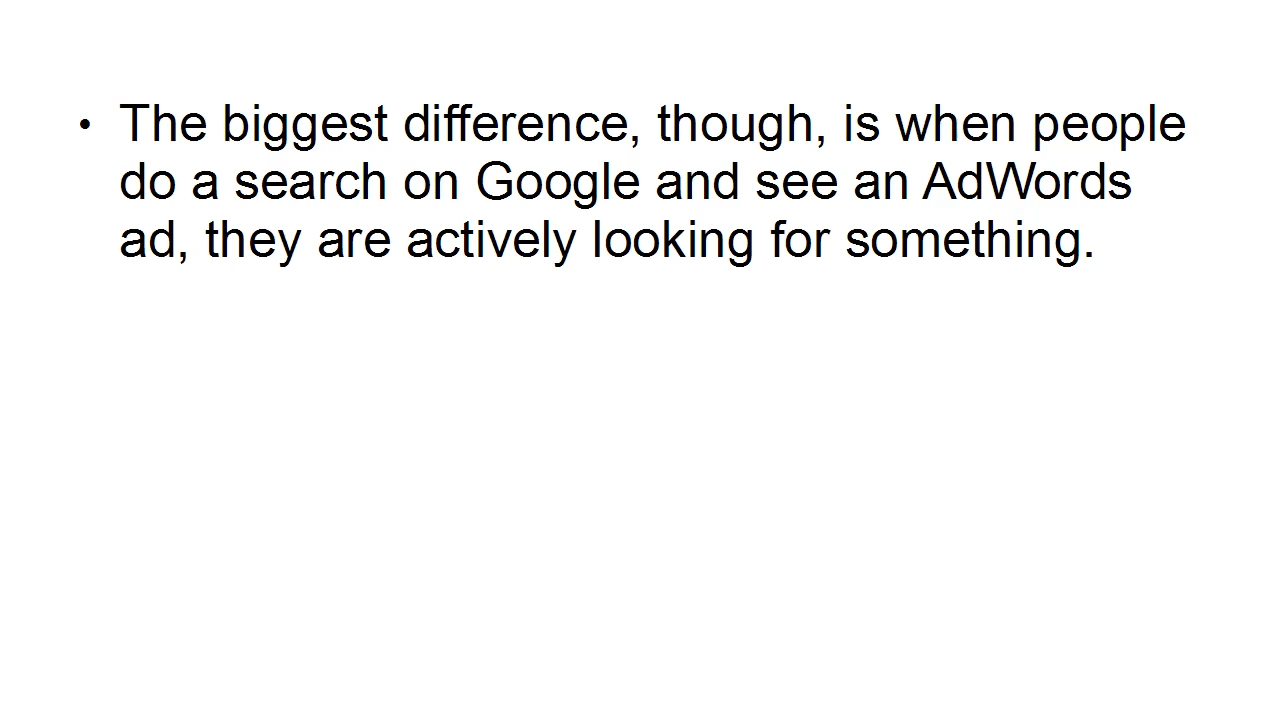 • The biggest difference, though, is when people
do a search on Google and see an AdWords
ad, they are actively looking for something.